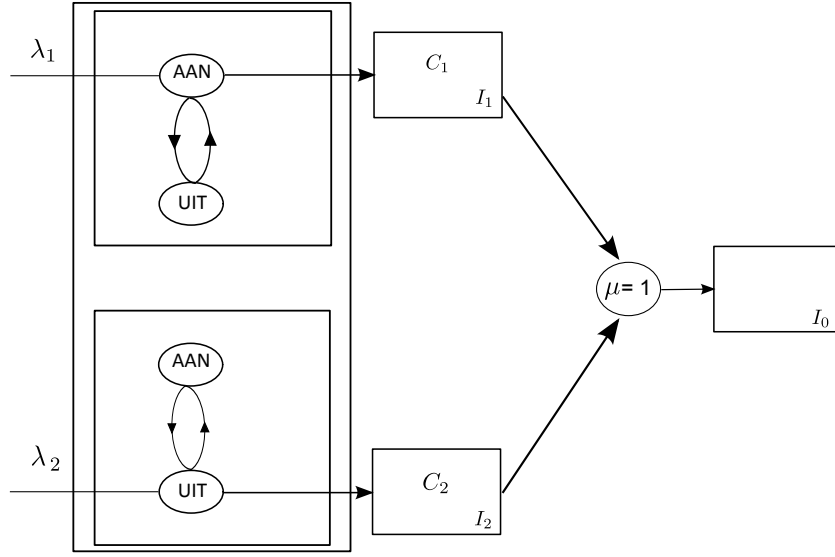 λ₁
AAN
UIT
C₁
I₁
μ= 1
I₀
AAN
UIT
λ₂
C₂
I₂